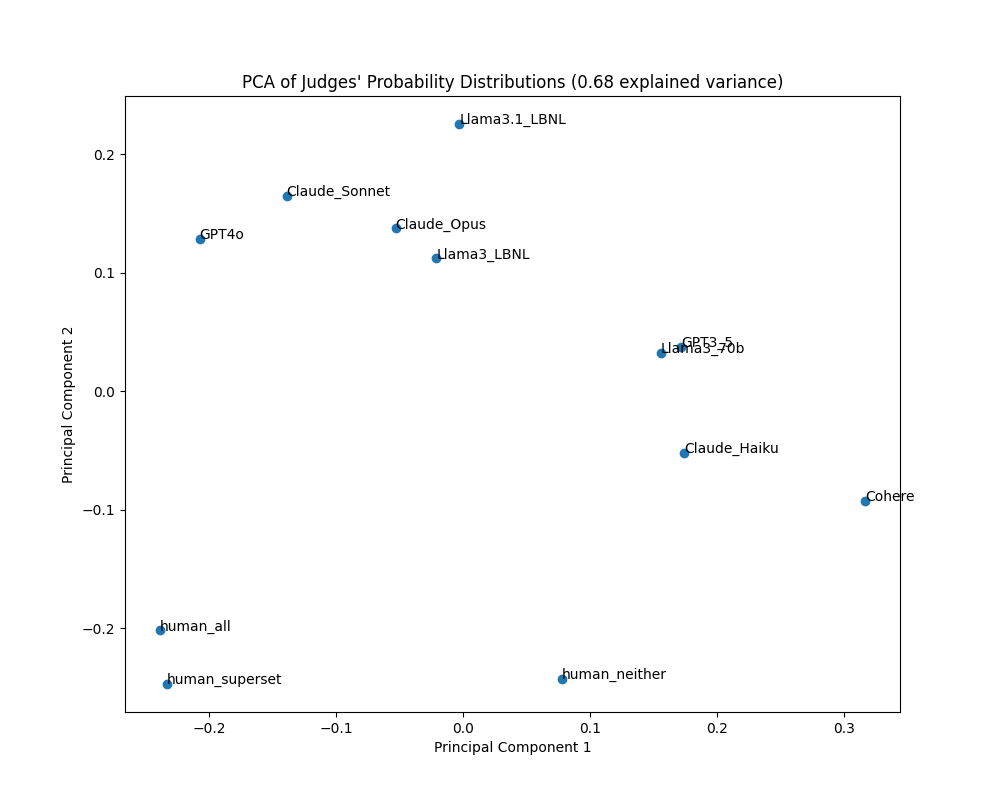 PCA of Judges' Probability Distributions (0.68 explained variance)
Llama3.1_LBNL
Claude_Sonnet
Claude_Opus
GPT4o
Llama3_LBNL
GPT3_5
Llama3_70b
Claude_Haiku
Cohere
human_all
human_superset
human_neither
0.2
0.1
0.0
−0.1
−0.2
Principal Component 2
−0.2
−0.1
0.0
0.1
0.2
0.3
Principal Component 1